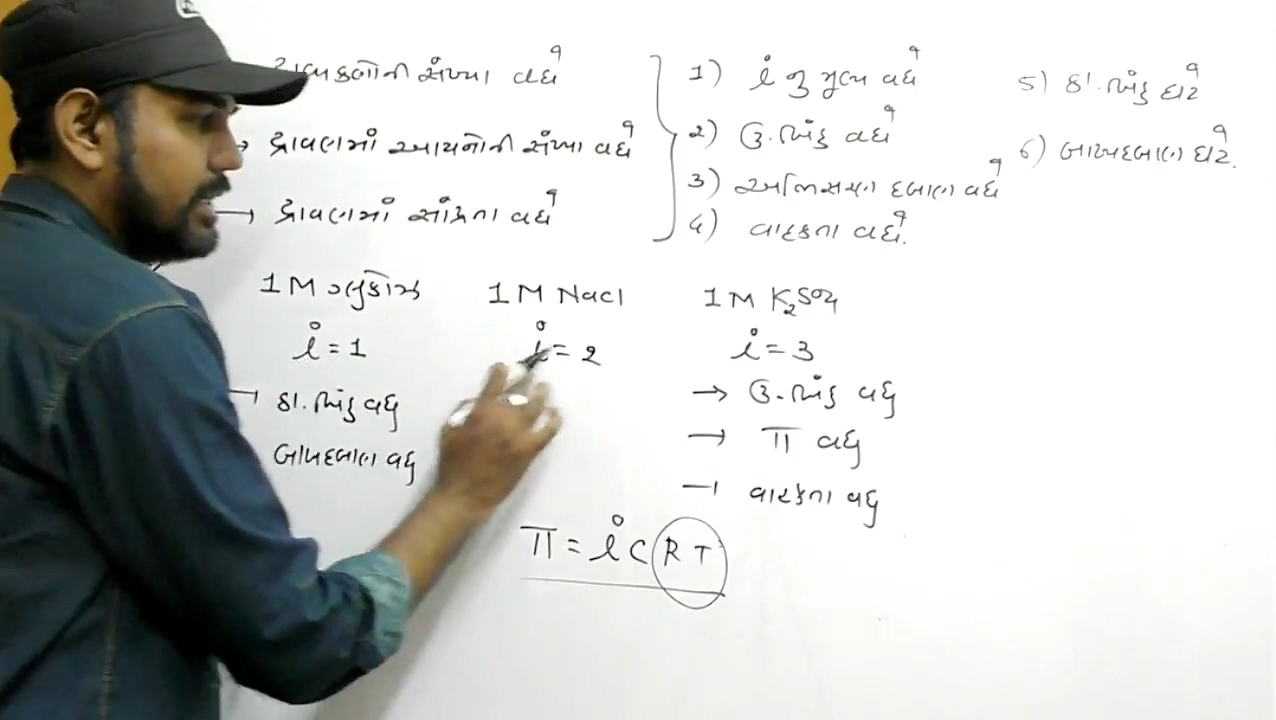 દ્રાવ્યકણોની સંખ્યા વધે
દ્રાવણમાં આયનોની સંખ્યા વધે
→ દ્રાવણમાં સાંદ્રતા વધે
1) i નુ મુલ્ય વધે
2) ઉ.બિંદુ વધે
3) અભિસરણ દબાણ વધે
4) વાહકતા વધે.
5) ઠા.બિંદુ ઘટે
6) બાષ્પદબાણ ઘટે.
1 M ગ્લુકોઝ
i = 1
→ ઠા.બિંદુ વધુ
બાષ્પદબાણ વધુ
1 M NaCl
i = 2
1 M K₂SO₄
i = 3
→ ઉ.બિંદુ વધુ
→ π વધુ
→ વાહકતા વધુ
π = i C R T